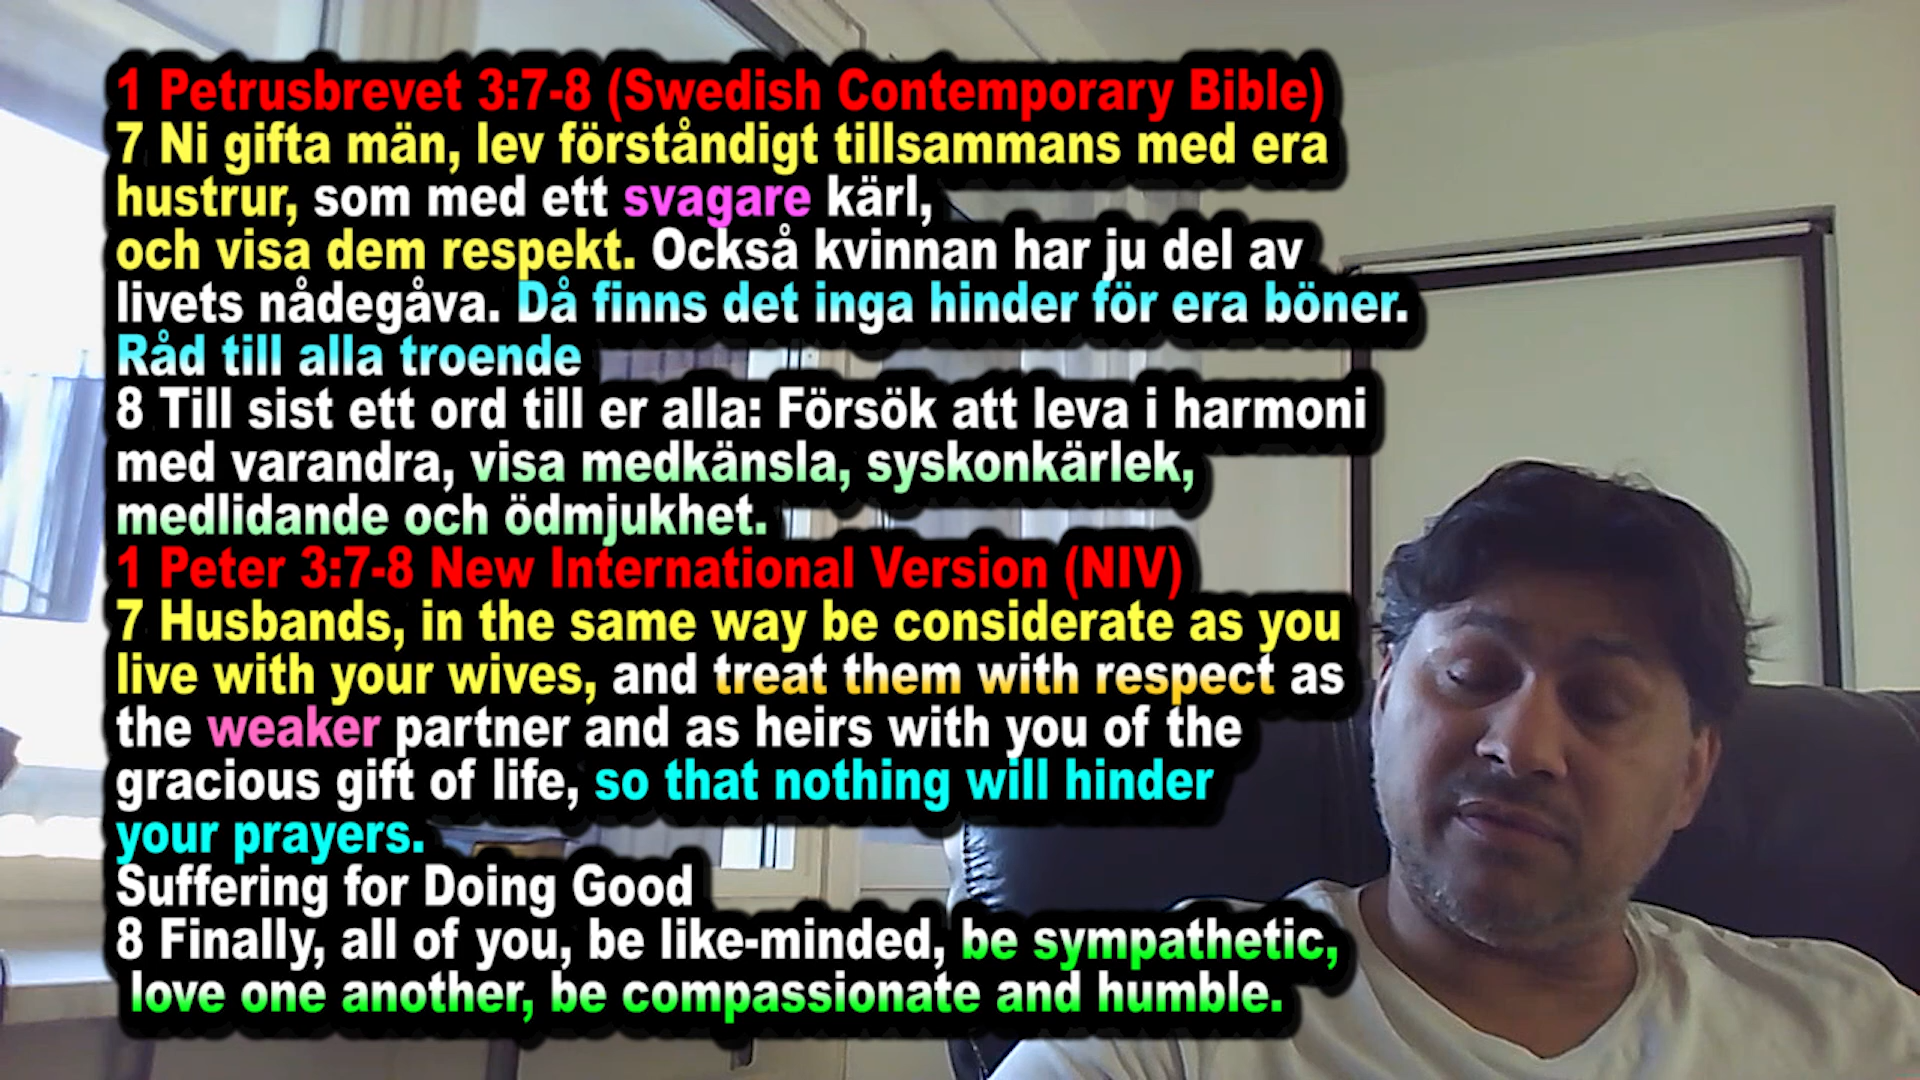 1 Petrusbrevet 3:7-8 (Swedish Contemporary Bible)
7 Ni gifta män, lev förståndigt tillsammans med era
hustrur, som med ett svagare kärl,
och visa dem respekt. Också kvinnan har ju del av
livets nådegåva. Då finns det inga hinder för era böner.
Råd till alla troende
8 Till sist ett ord till er alla: Försök att leva i harmoni
med varandra, visa medkänsla, syskonkärlek,
medlidande och ödmjukhet.
1 Peter 3:7-8 New International Version (NIV)
7 Husbands, in the same way be considerate as you
live with your wives, and treat them with respect as
the weaker partner and as heirs with you of the
gracious gift of life, so that nothing will hinder
your prayers.
Suffering for Doing Good
8 Finally, all of you, be like-minded, be sympathetic,
love one another, be compassionate and humble.